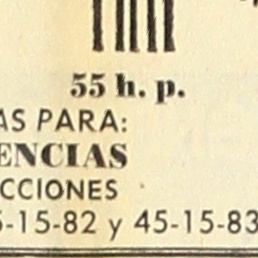 55 h. p.
AS PARA:
ENCIAS
CCIONES
5-15-82 y 45-15-83